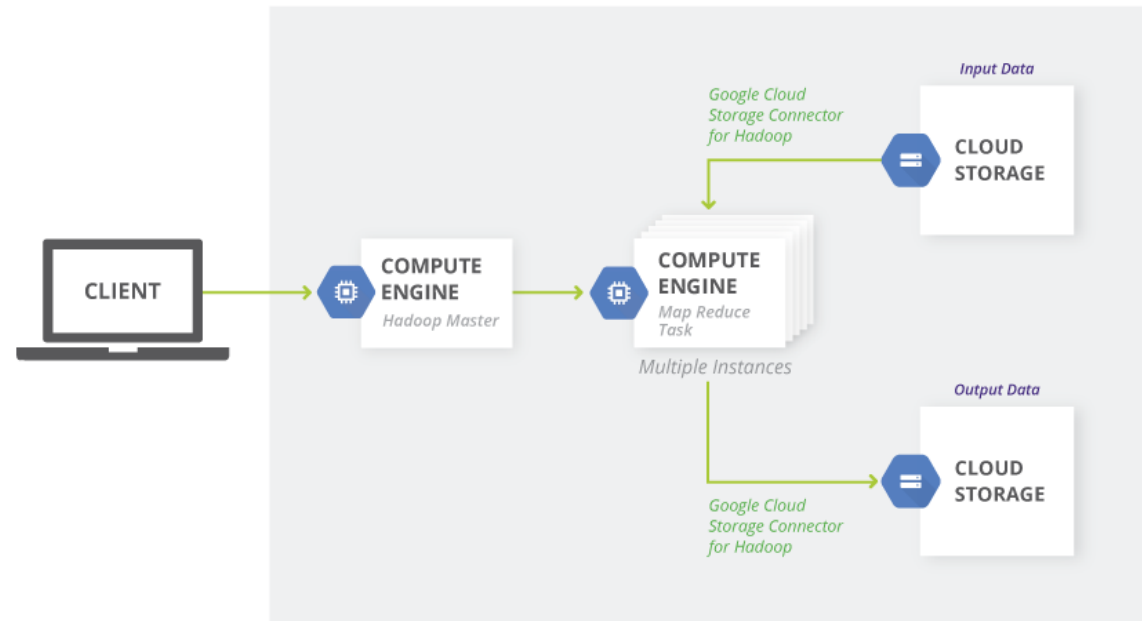 Input Data
Google Cloud
Storage Connector
for Hadoop
CLOUD
STORAGE
CLIENT
COMPUTE
ENGINE
Hadoop Master
COMPUTE
ENGINE
Map Reduce
Task
Multiple Instances
Output Data
CLOUD
STORAGE
Google Cloud
Storage Connector
for Hadoop